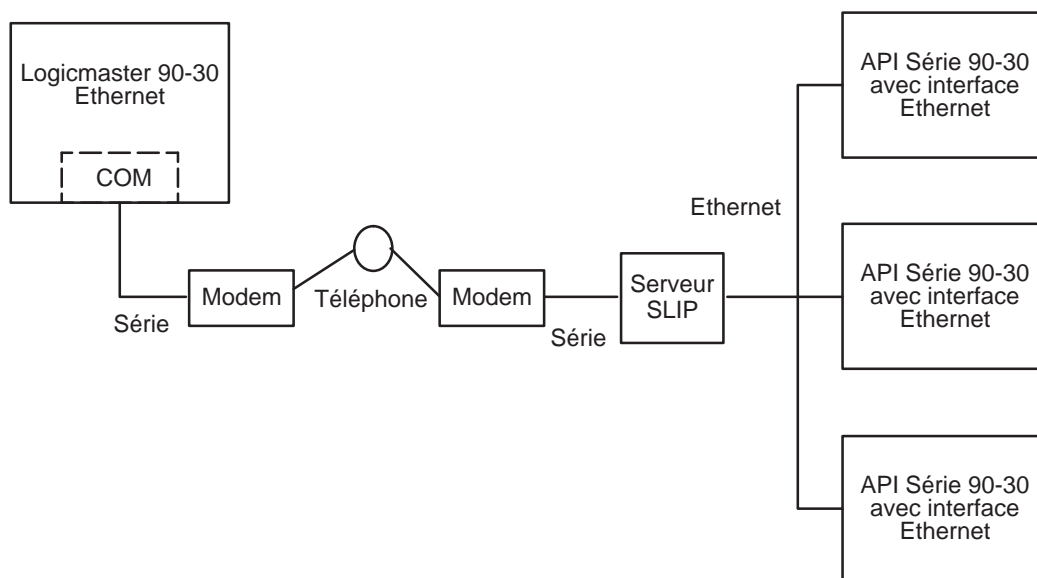 Logicmaster 90-30
Ethernet
COM
Série
Modem
Téléphone
Modem
Série
Serveur
SLIP
Ethernet
API Série 90-30
avec interface
Ethernet
API Série 90-30
avec interface
Ethernet
API Série 90-30
avec interface
Ethernet